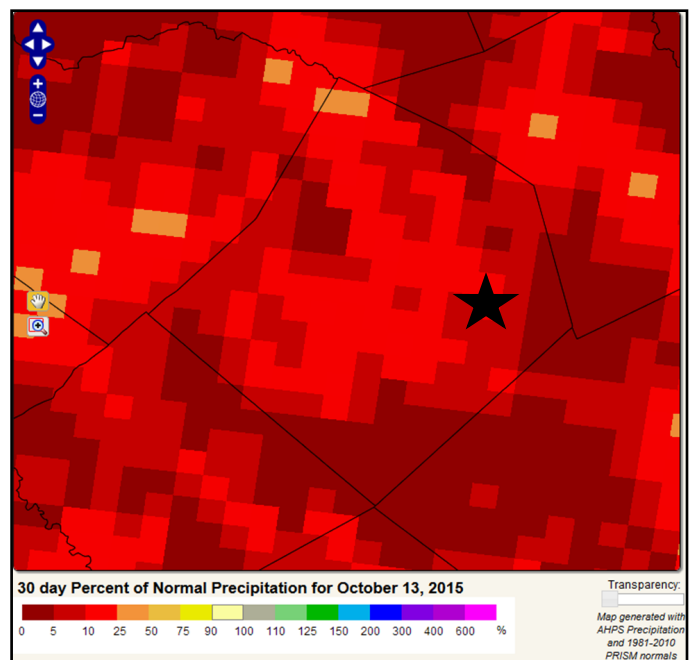 30 day Percent of Normal Precipitation for October 13, 2015
0 5 10 25 50 75 90 100 110 125 150 200 300 400 600 %
Transparency:
Map generated with
AHPS Precipitation
and 1981-2010
PRISM normals